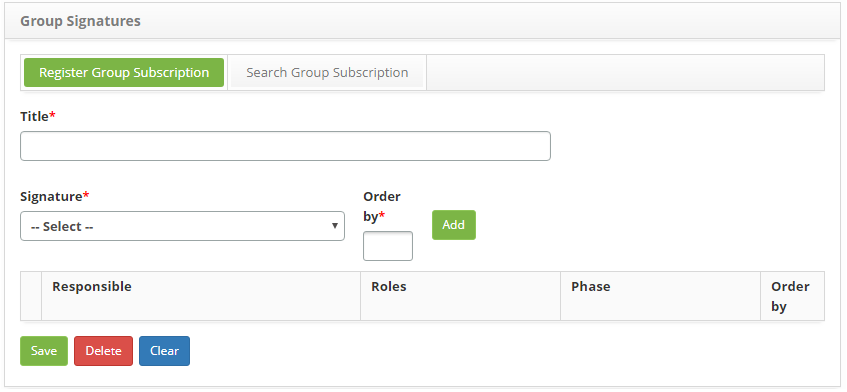 Group Signatures
Register Group Subscription
Search Group Subscription
Title*
Signature*
-- Select --
Order
by*
Add
Responsible
Roles
Phase
Order
by
Save
Delete
Clear